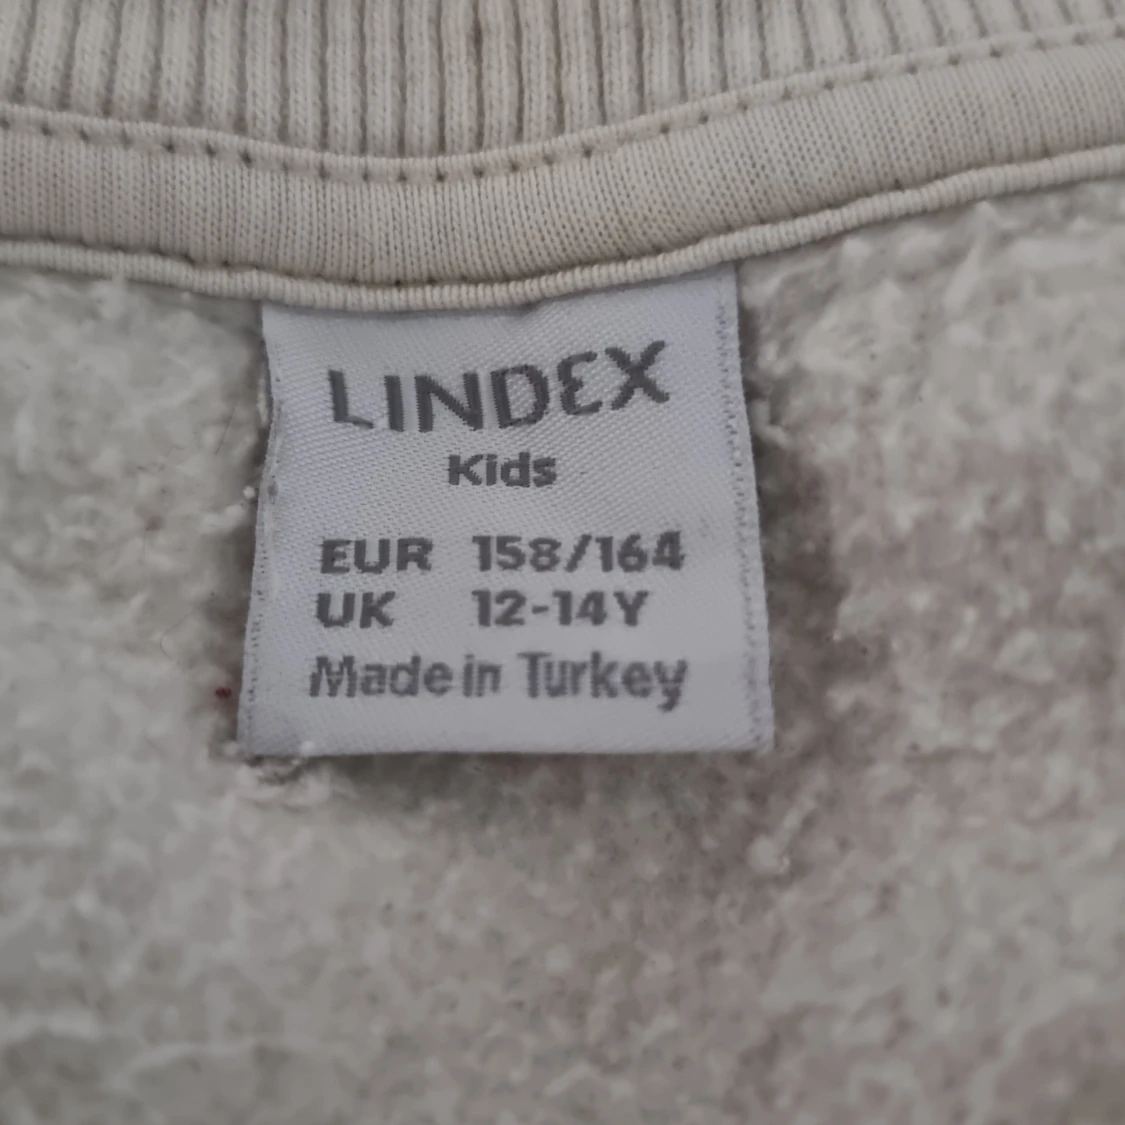 LINDEX
Kids
EUR 158/164
UK 12-14Y
Made in Turkey